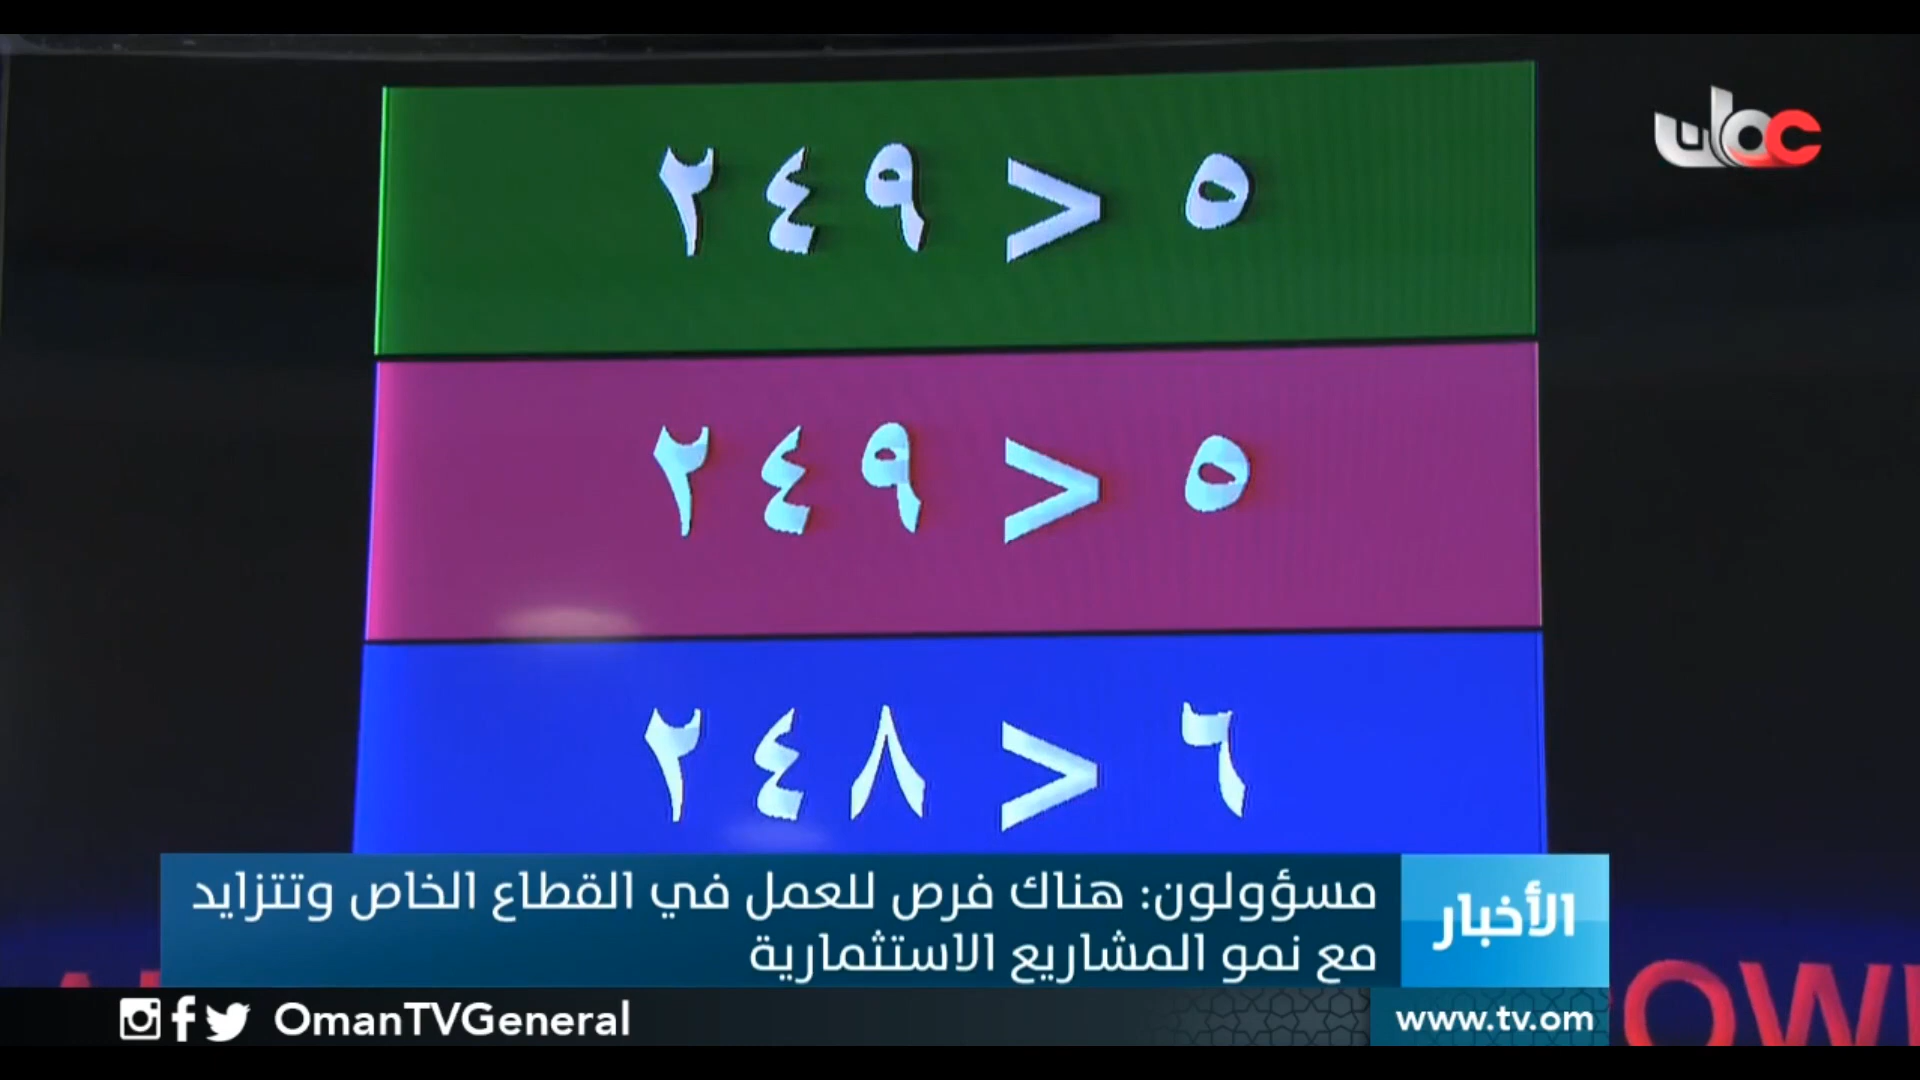 عمان
٢٤٩ > ٥
٢٤٩ > ٥
٢٤٨ > ٦
الأخبار
مسؤولون: هناك فرص للعمل في القطاع الخاص وتتزايد
مع نمو المشاريع الاستثمارية
OmanTVGeneral
www.tv.om